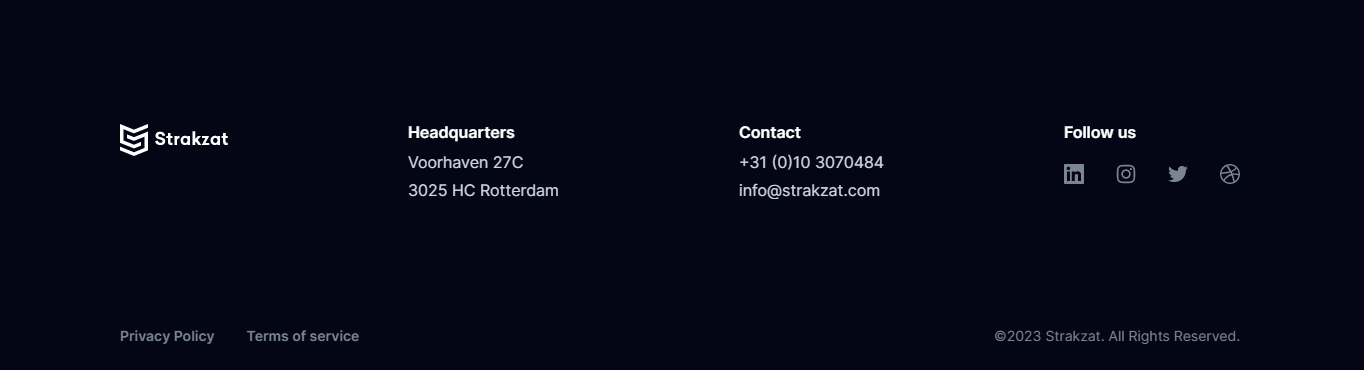 Strakzat
Headquarters
Voorhaven 27C
3025 HC Rotterdam
Contact
+31 (0)10 3070484
info@strakzat.com
Follow us
Privacy Policy
Terms of service
©2023 Strakzat. All Rights Reserved.